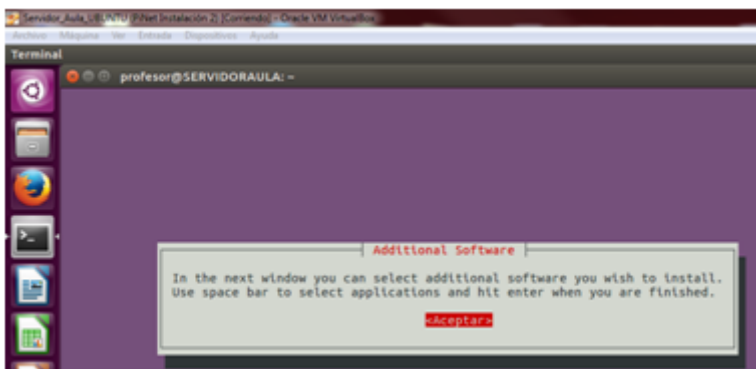 Servidor_Aula_UBUNTU (PiNet Instalación 2) [Corriendo] - Oracle VM VirtualBox
Archivo Máquina Ver Entrada Dispositivos Ayuda
Terminal
profesor@SERVIDORAULA: ~
Additional Software
In the next window you can select additional software you wish to install.
Use space bar to select applications and hit enter when you are finished.
<Aceptar>